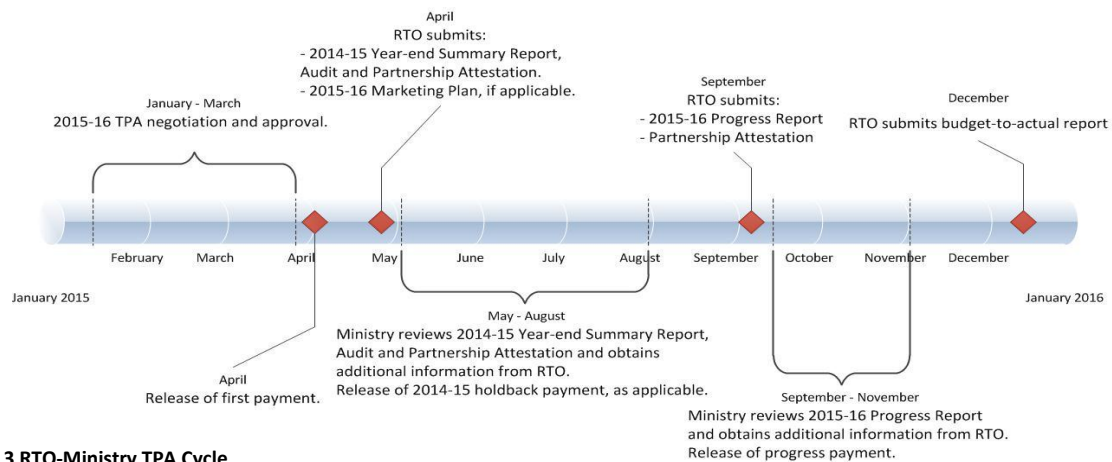 April
RTO submits:
- 2014-15 Year-end Summary Report,
Audit and Partnership Attestation.
- 2015-16 Marketing Plan, if applicable.
January - March
2015-16 TPA negotiation and approval.
September
RTO submits:
- 2015-16 Progress Report
- Partnership Attestation
December
RTO submits budget-to-actual report
February March April May June July August September October November December
January 2015
January 2016
April
Release of first payment.
May - August
Ministry reviews 2014-15 Year-end Summary Report,
Audit and Partnership Attestation and obtains
additional information from RTO.
Release of 2014-15 holdback payment, as applicable.
September - November
Ministry reviews 2015-16 Progress Report
and obtains additional information from RTO.
Release of progress payment.
3 RTO-Ministry TPA Cycle